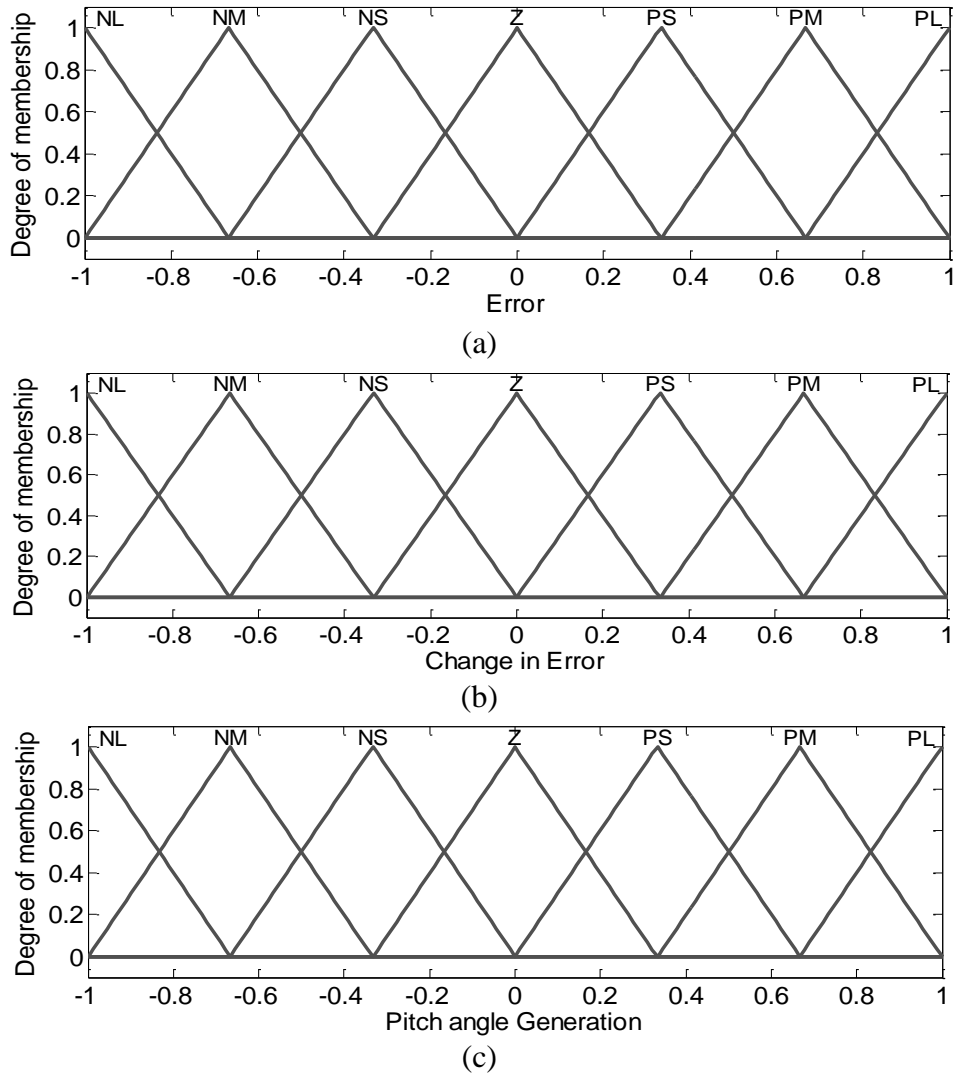 NL NM NS Z PS PM PL
1
0.8
0.6
0.4
0.2
0
Degree of membership
-1 -0.8 -0.6 -0.4 -0.2 0 0.2 0.4 0.6 0.8 1
Error
(a)
NL NM NS Z PS PM PL
1
0.8
0.6
0.4
0.2
0
Degree of membership
-1 -0.8 -0.6 -0.4 -0.2 0 0.2 0.4 0.6 0.8 1
Change in Error
(b)
NL NM NS Z PS PM PL
1
0.8
0.6
0.4
0.2
0
Degree of membership
-1 -0.8 -0.6 -0.4 -0.2 0 0.2 0.4 0.6 0.8 1
Pitch angle Generation
(c)